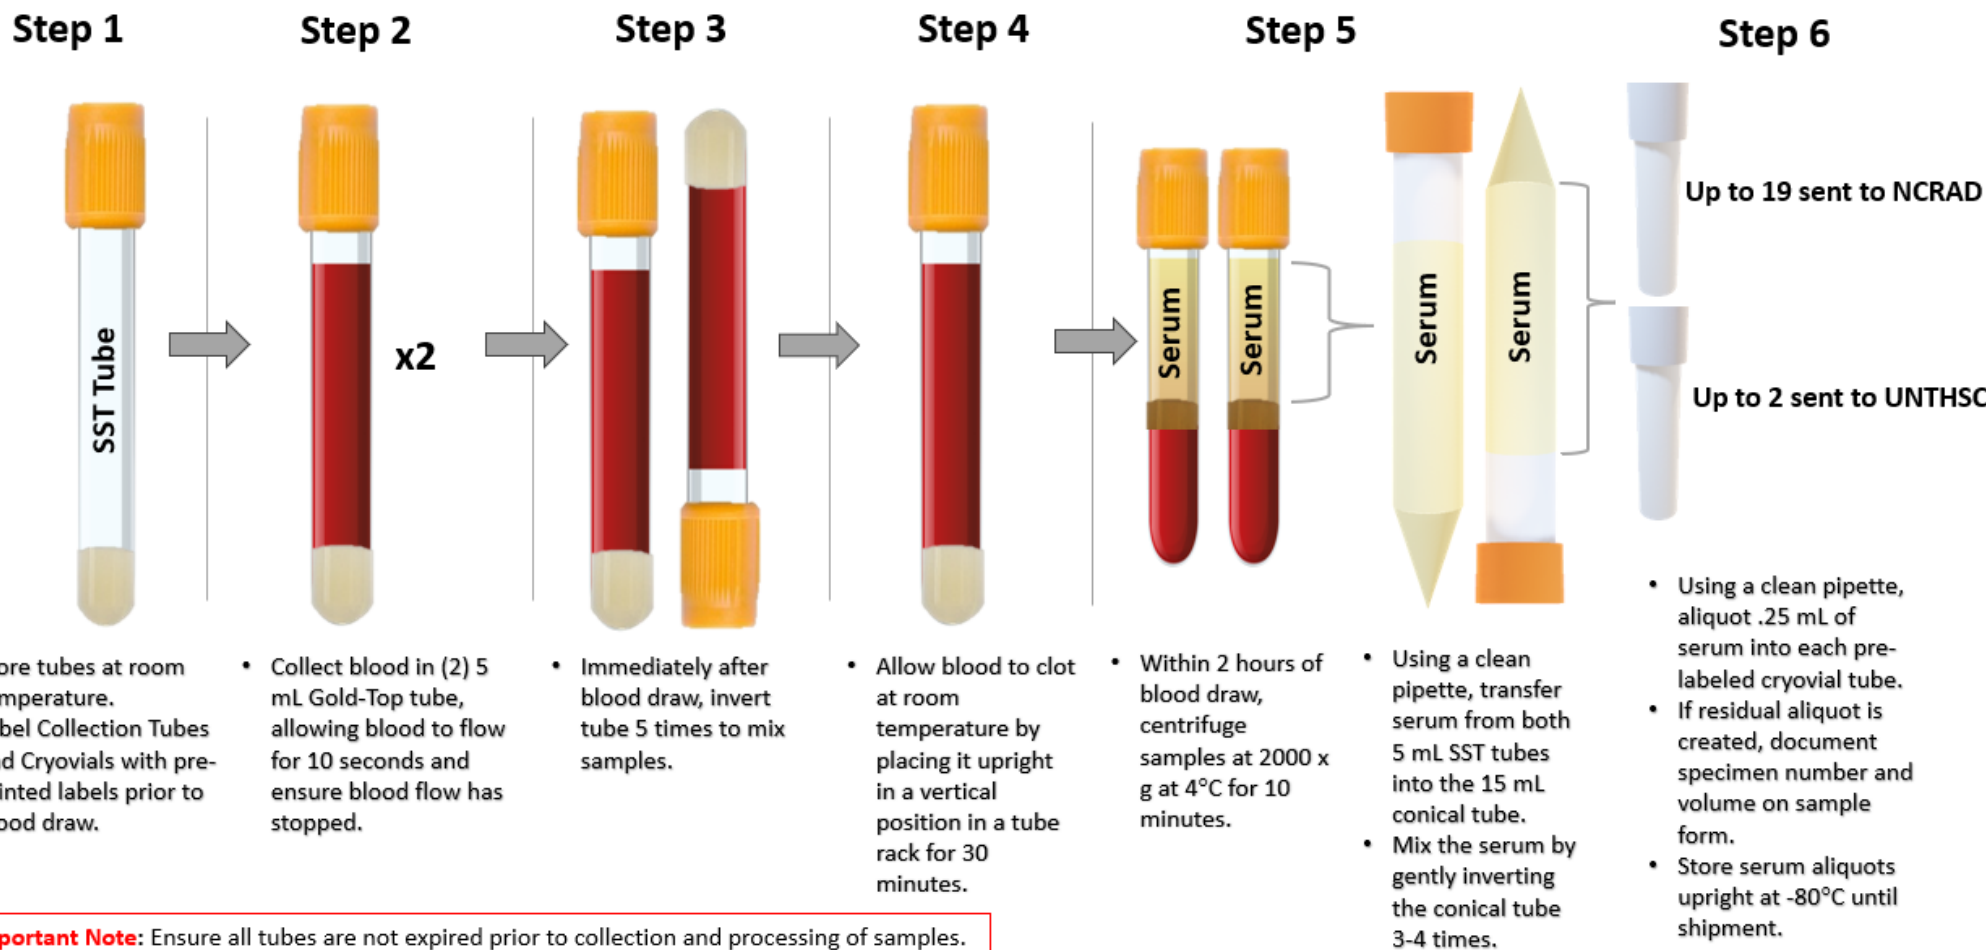 Step 1
Step 2
Step 3
Step 4
Step 5
Step 6
SST Tube
x2
Serum
Serum
Serum
Serum
Up to 19 sent to NCRAD
Up to 2 sent to UNTHSC
ore tubes at room
mperature.
bel Collection Tubes
d Cryovials with pre-
inted labels prior to
ood draw.
• Collect blood in (2) 5
mL Gold-Top tube,
allowing blood to flow
for 10 seconds and
ensure blood flow has
stopped.
• Immediately after
blood draw, invert
tube 5 times to mix
samples.
• Allow blood to clot
at room
temperature by
placing it upright
in a vertical
position in a tube
rack for 30
minutes.
• Within 2 hours of
blood draw,
centrifuge
samples at 2000 x
g at 4°C for 10
minutes.
• Using a clean
pipette, transfer
serum from both
5 mL SST tubes
into the 15 mL
conical tube.
• Mix the serum by
gently inverting
the conical tube
3-4 times.
• Using a clean pipette,
aliquot .25 mL of
serum into each pre-
labeled cryovial tube.
• If residual aliquot is
created, document
specimen number and
volume on sample
form.
• Store serum aliquots
upright at -80°C until
shipment.
portant Note: Ensure all tubes are not expired prior to collection and processing of samples.